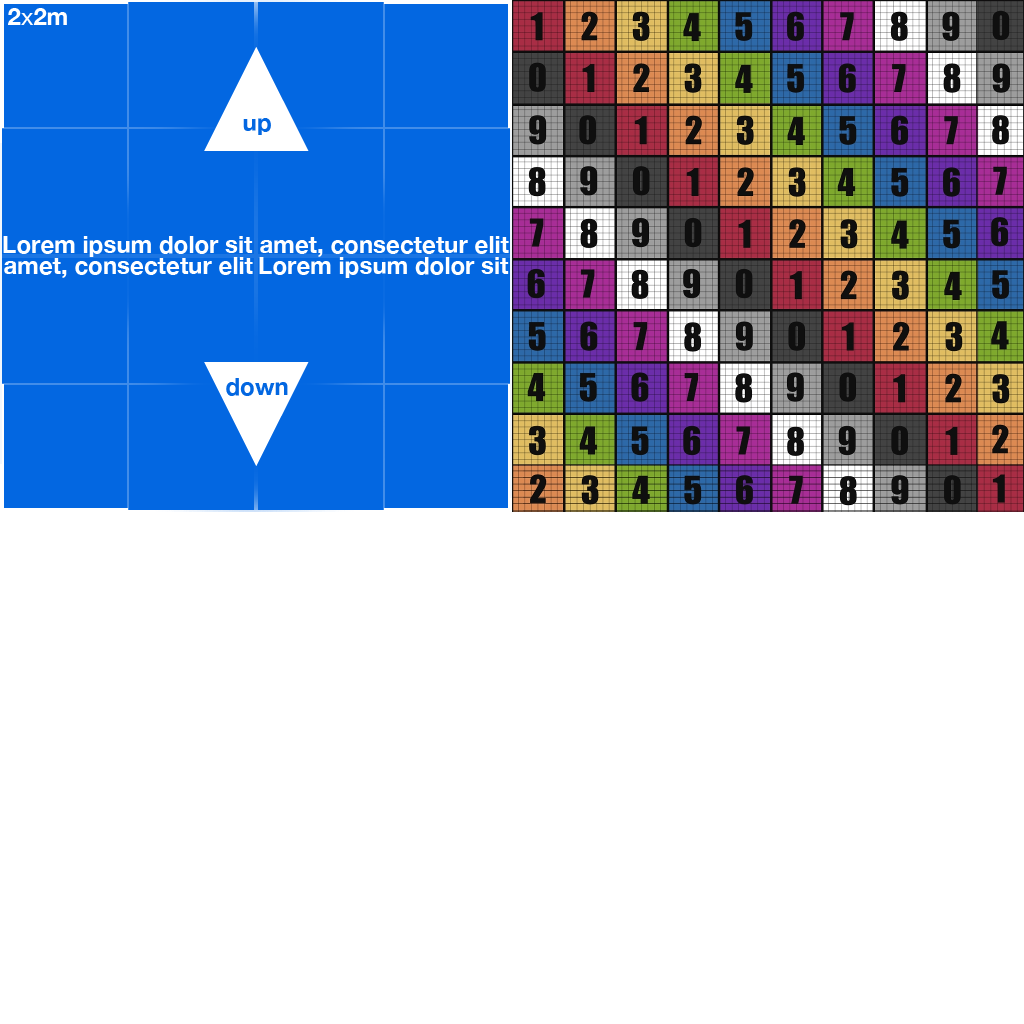 2x2m
up
Lorem ipsum dolor sit amet, consectetur elit
amet, consectetur elit Lorem ipsum dolor sit
down
1 2 3 4 5 6 7 8 9 0
0 1 2 3 4 5 6 7 8 9
9 0 1 2 3 4 5 6 7 8
8 9 0 1 2 3 4 5 6 7
7 8 9 0 1 2 3 4 5 6
6 7 8 9 0 1 2 3 4 5
5 6 7 8 9 0 1 2 3 4
4 5 6 7 8 9 0 1 2 3
3 4 5 6 7 8 9 0 1 2
2 3 4 5 6 7 8 9 0 1